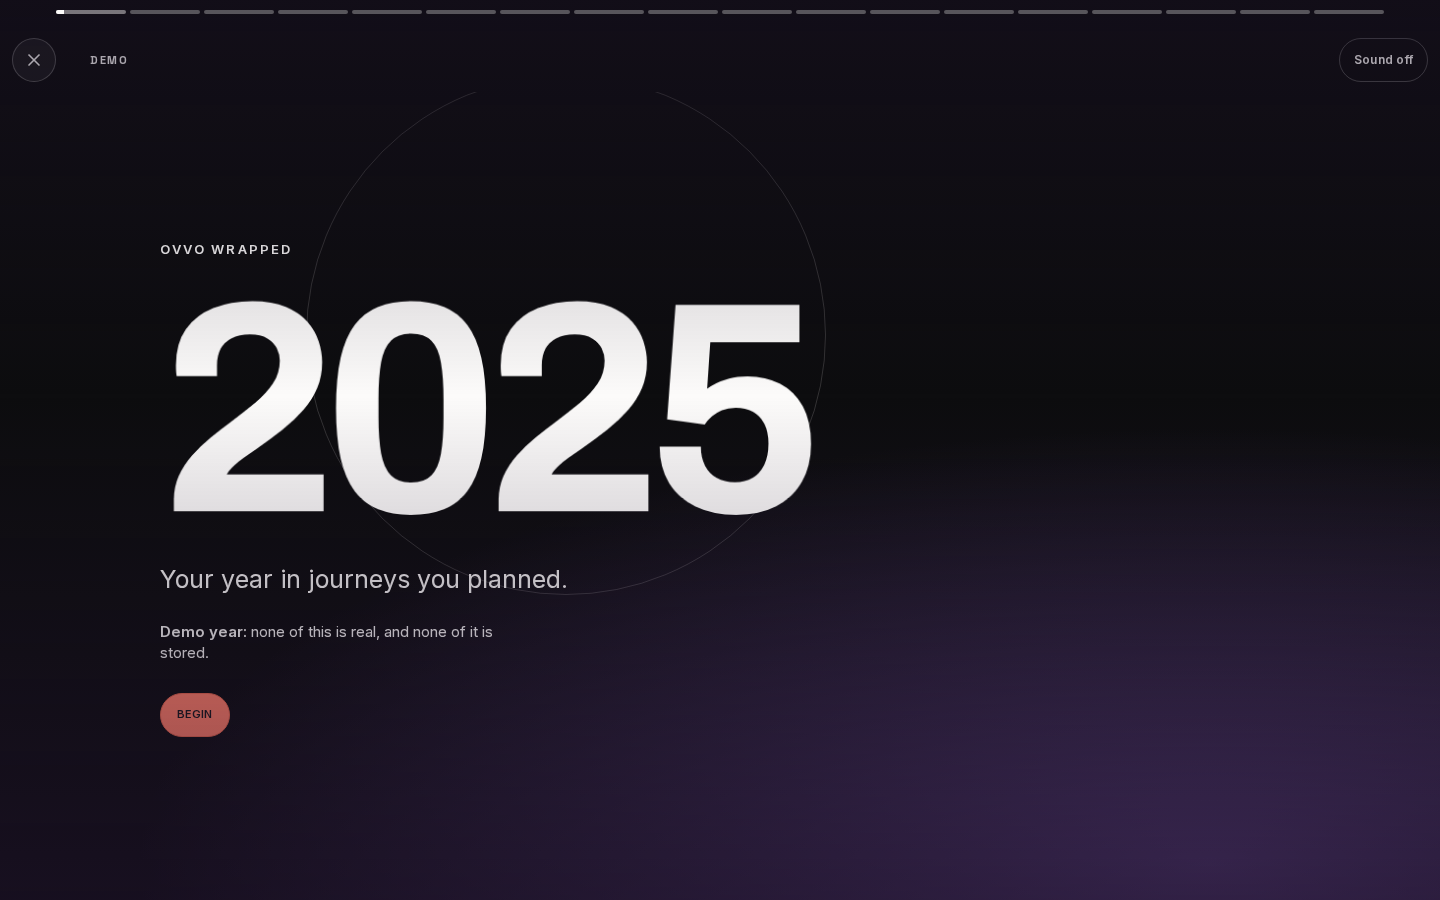 DEMO
Sound off
OVVO WRAPPED
2025
Your year in journeys you planned.
Demo year: none of this is real, and none of it is
stored.
BEGIN